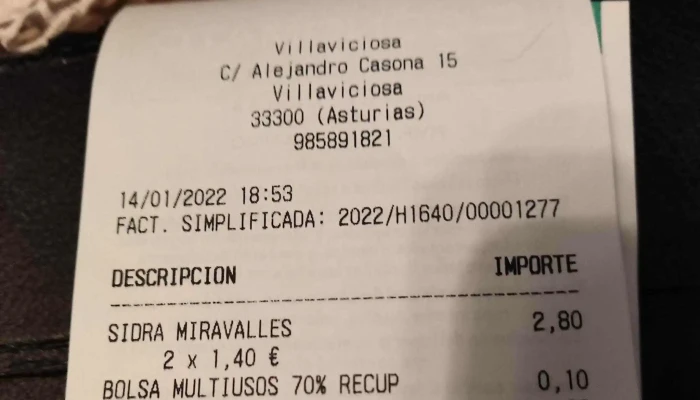 Villaviciosa
C/ Alejandro Casona 15
Villaviciosa
33300 (Asturias)
985891821
14/01/2022 18:53
FACT. SIMPLIFICADA: 2022/H1640/00001277
DESCRIPCION IMPORTE
SIDRA MIRAVALLES 2,80
2 x 1,40 €
BOLSA MULTIUSOS 70% RECUP 0,10